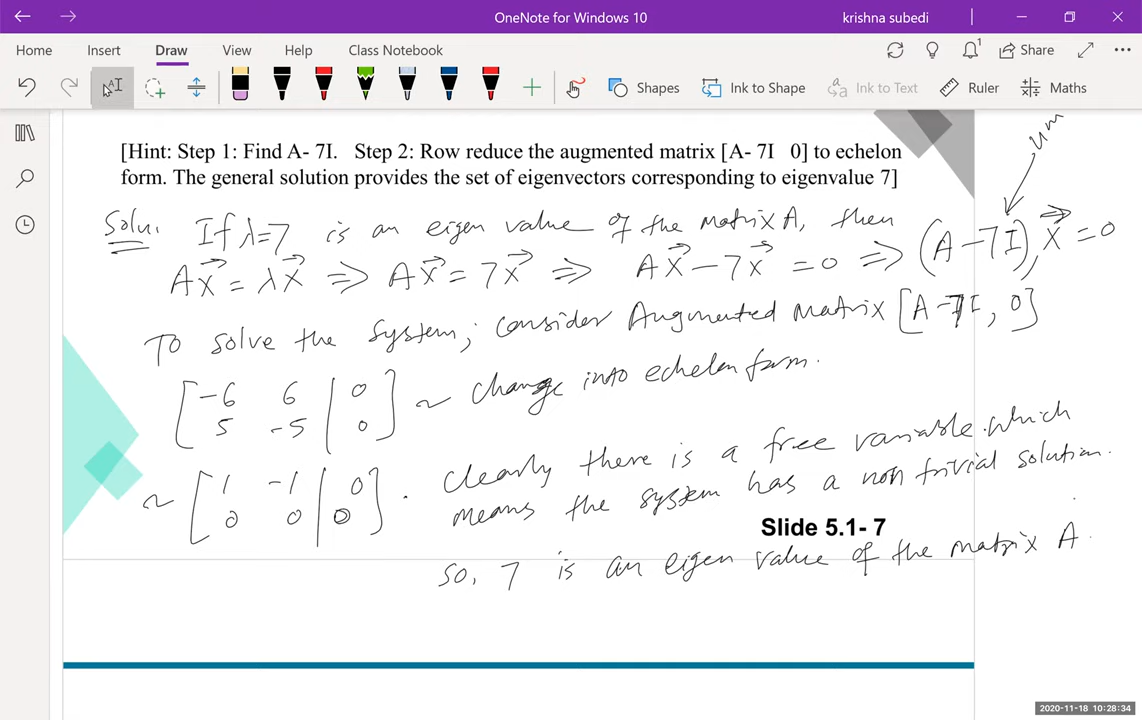 OneNote for Windows 10
krishna subedi
Home Insert Draw View Help Class Notebook
1 Share
AI Shapes Ink to Shape Ink to Text Ruler Maths
[Hint: Step 1: Find A- 7I. Step 2: Row reduce the augmented matrix [A- 7I 0] to echelon
form. The general solution provides the set of eigenvectors corresponding to eigenvalue 7]
Soln. If λ=7 is an eigen value of the matrix A, then
AX⃗ = λX⃗ ⇒ AX⃗ = 7X⃗ ⇒ AX⃗ - 7X⃗ = 0 ⇒ (A - 7I) X⃗ = 0
To solve the system; consider Augmented matrix [A-7I, 0]
[-6 6 | 0
5 -5 | 0] ~ change into echelon form.
~ [1 -1 | 0
0 0 | 0]. clearly there is a free variable. which
means the system has a non trivial solution.
Slide 5.1- 7
So, 7 is an eigen value of the matrix A.
2020-11-18 10:28:34